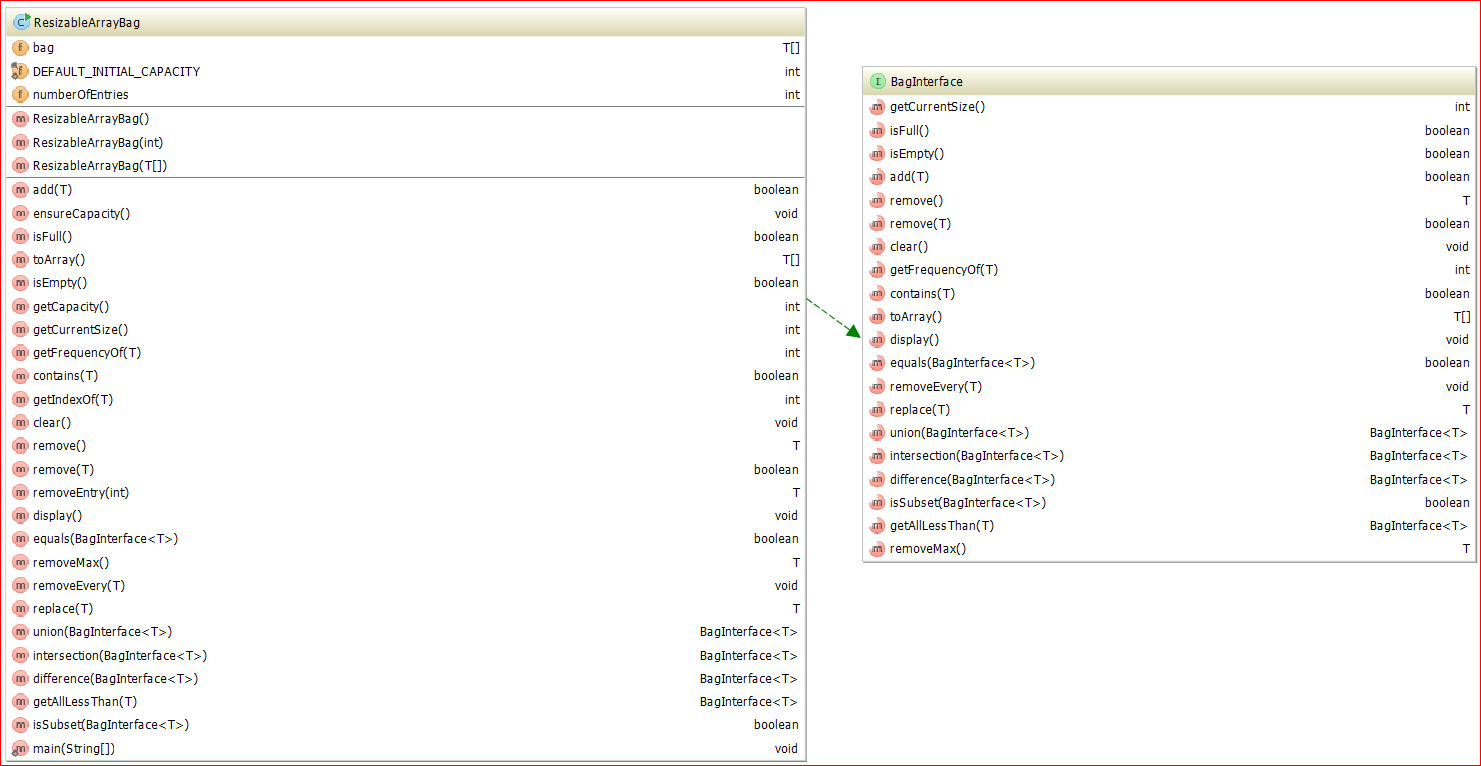 ResizableArrayBag
bag T[]
DEFAULT_INITIAL_CAPACITY int
numberOfEntries int
ResizableArrayBag()
ResizableArrayBag(int)
ResizableArrayBag(T[])
add(T) boolean
ensureCapacity() void
isFull() boolean
toArray() T[]
isEmpty() boolean
getCapacity() int
getCurrentSize() int
getFrequencyOf(T) int
contains(T) boolean
getIndexOf(T) int
clear() void
remove() T
remove(T) boolean
removeEntry(int) T
display() void
equals(BagInterface<T>) boolean
removeMax() T
removeEvery(T) void
replace(T) T
union(BagInterface<T>) BagInterface<T>
intersection(BagInterface<T>) BagInterface<T>
difference(BagInterface<T>) BagInterface<T>
getAllLessThan(T) BagInterface<T>
isSubset(BagInterface<T>) boolean
main(String[]) void
BagInterface
getCurrentSize() int
isFull() boolean
isEmpty() boolean
add(T) boolean
remove() T
remove(T) boolean
clear() void
getFrequencyOf(T) int
contains(T) boolean
toArray() T[]
display() void
equals(BagInterface<T>) boolean
removeEvery(T) void
replace(T) T
union(BagInterface<T>) BagInterface<T>
intersection(BagInterface<T>) BagInterface<T>
difference(BagInterface<T>) BagInterface<T>
isSubset(BagInterface<T>) boolean
getAllLessThan(T) BagInterface<T>
removeMax() T